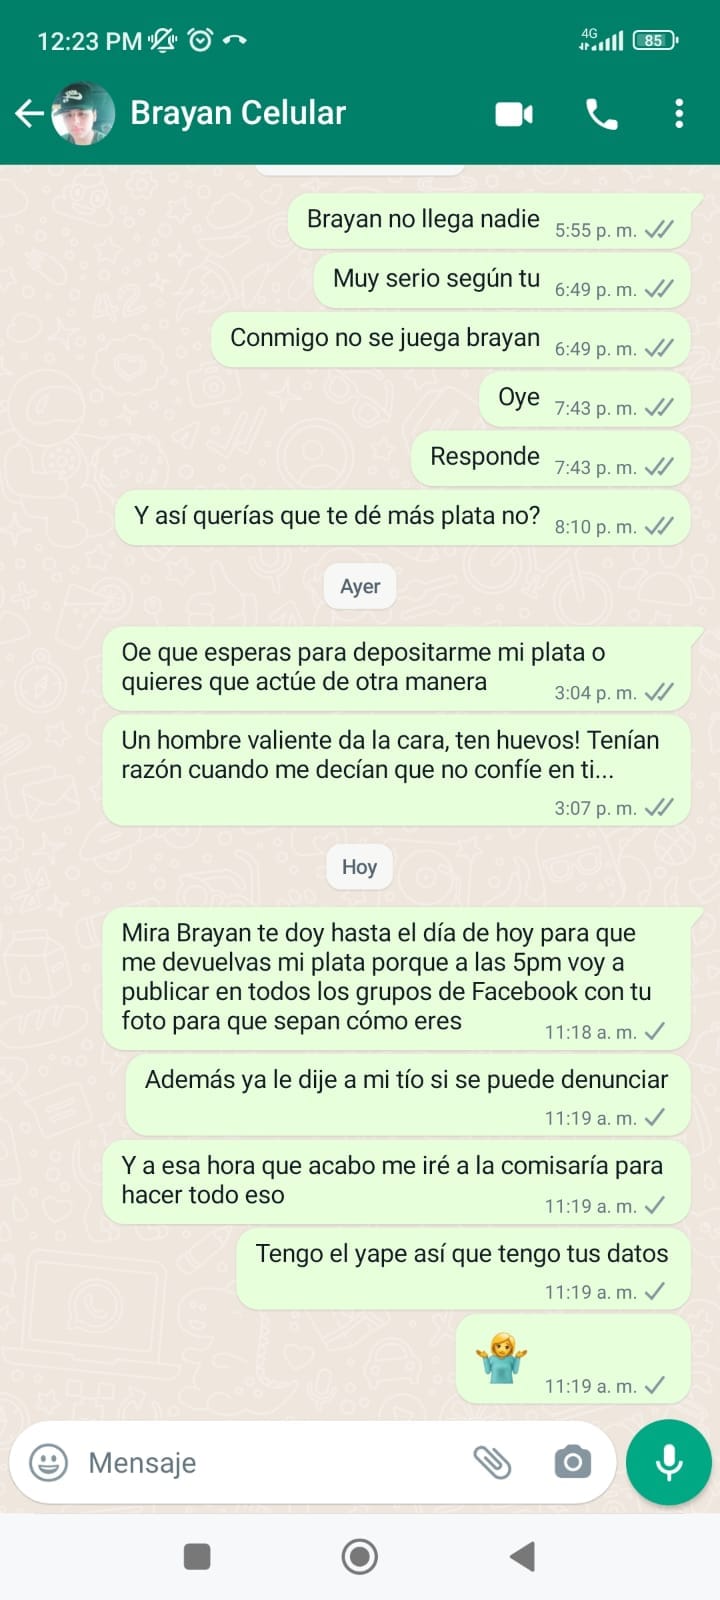 12:23 PM
4G
85
Brayan Celular
Brayan no llega nadie
5:55 p. m.
Muy serio según tu
6:49 p. m.
Conmigo no se juega brayan
6:49 p. m.
Oye
7:43 p. m.
Responde
7:43 p. m.
Y así querías que te dé más plata no?
8:10 p. m.
Ayer
Oe que esperas para depositarme mi plata o
quieres que actúe de otra manera
3:04 p. m.
Un hombre valiente da la cara, ten huevos! Tenían
razón cuando me decían que no confíe en ti...
3:07 p. m.
Hoy
Mira Brayan te doy hasta el día de hoy para que
me devuelvas mi plata porque a las 5pm voy a
publicar en todos los grupos de Facebook con tu
foto para que sepan cómo eres
11:18 a. m.
Además ya le dije a mi tío si se puede denunciar
11:19 a. m.
Y a esa hora que acabo me iré a la comisaría para
hacer todo eso
11:19 a. m.
Tengo el yape así que tengo tus datos
11:19 a. m.
11:19 a. m.
Mensaje